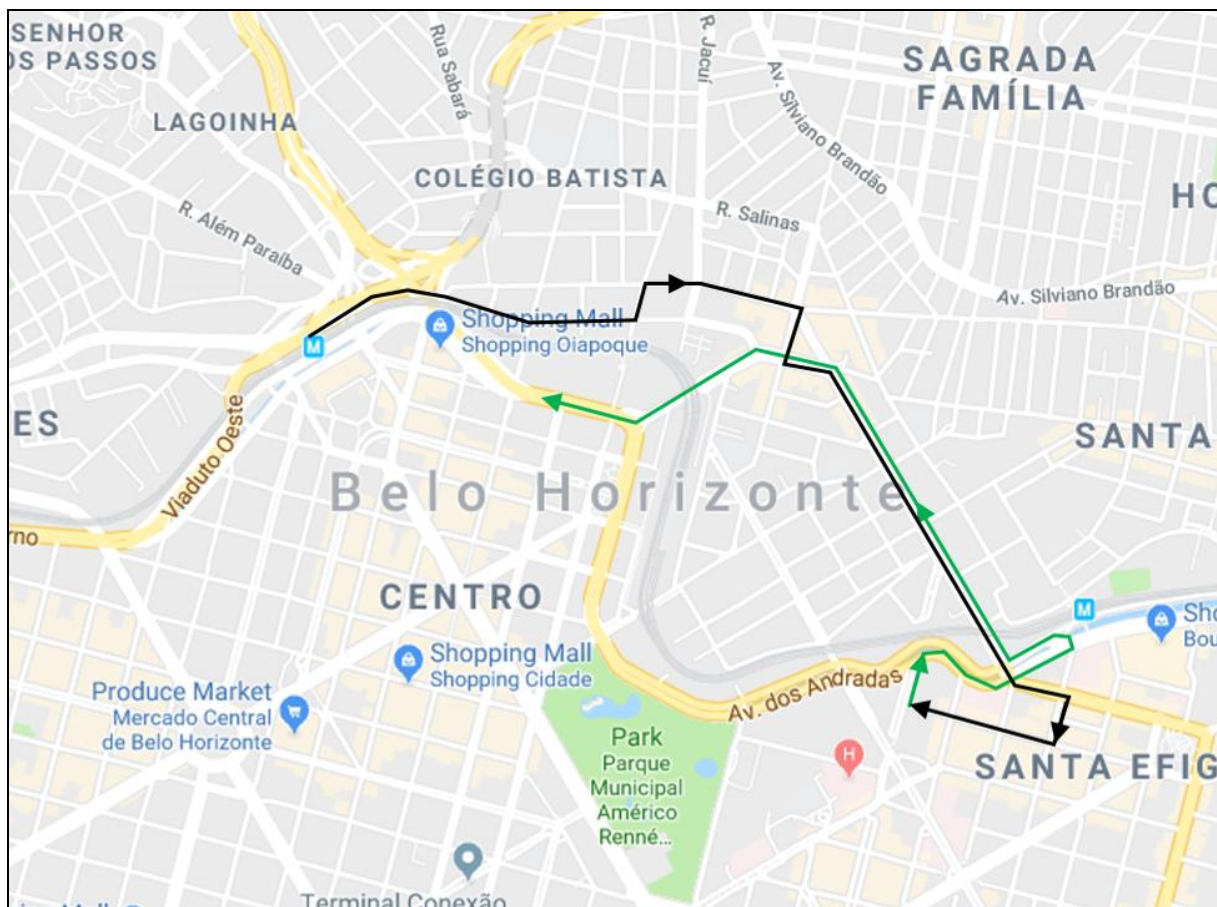 SENHOR
OS PASSOS
Rua Sabará
R. Jacuí
SAGRADA
FAMÍLIA
Av. Silviano Brandão
LAGOINHA
COLÉGIO BATISTA
HO
R. Salinas
R. Além Paraíba
Av. Silviano Brandão
Shopping Mall
Shopping Oiapoque
M
ES
Viaduto Oeste
SANTA
Belo Horizonte
rno
CENTRO
M
Sho
Bou
Shopping Mall
Shopping Cidade
Av. dos Andradas
Produce Market
Mercado Central
de Belo Horizonte
Park
Parque
Municipal
Américo
Renné...
H
SANTA EFIG
Terminal Conexão